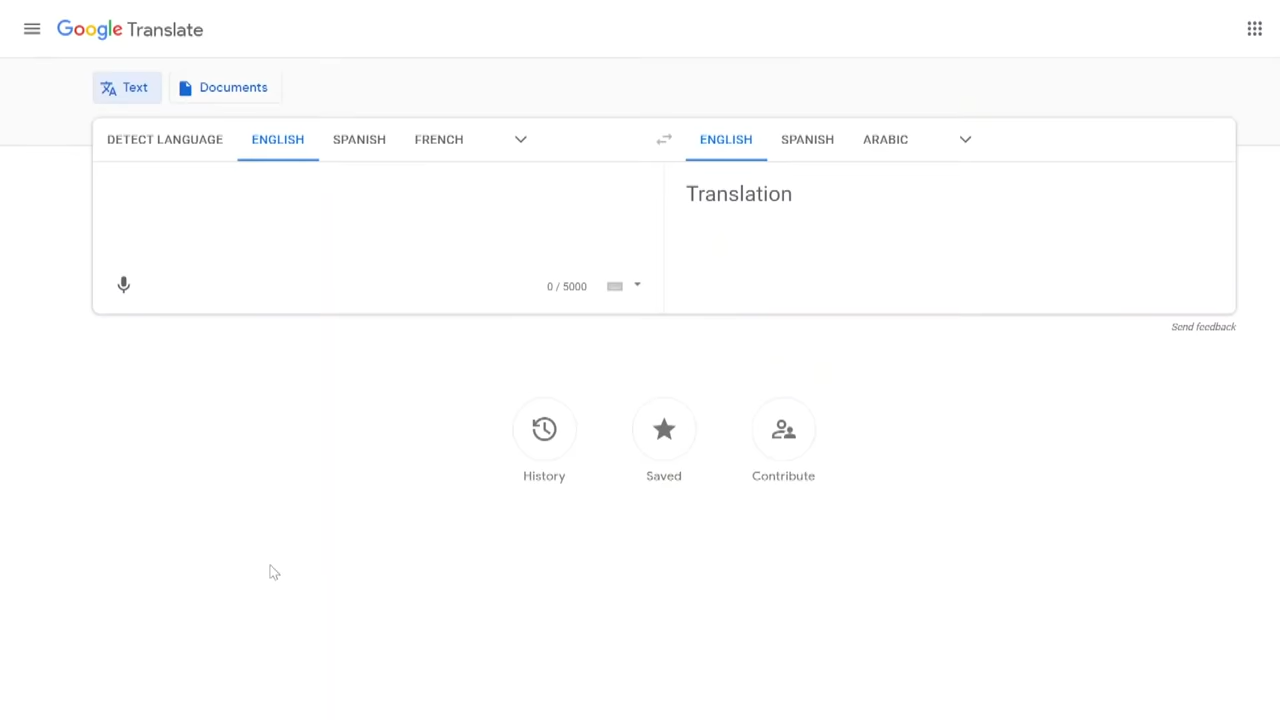 Google Translate
Text Documents
DETECT LANGUAGE ENGLISH SPANISH FRENCH ENGLISH SPANISH ARABIC
Translation
0 / 5000
Send feedback
History Saved Contribute